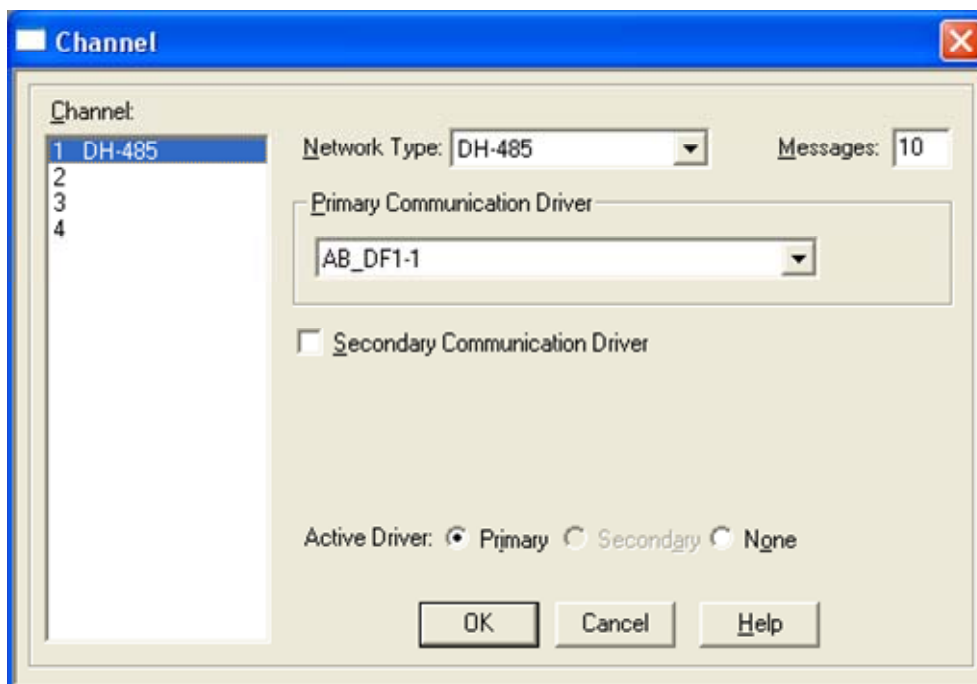 Channel
Channel:
1 DH-485
2
3
4
Network Type: DH-485
Messages: 10
Primary Communication Driver
AB_DF1-1
Secondary Communication Driver
Active Driver: Primary Secondary None
OK Cancel Help